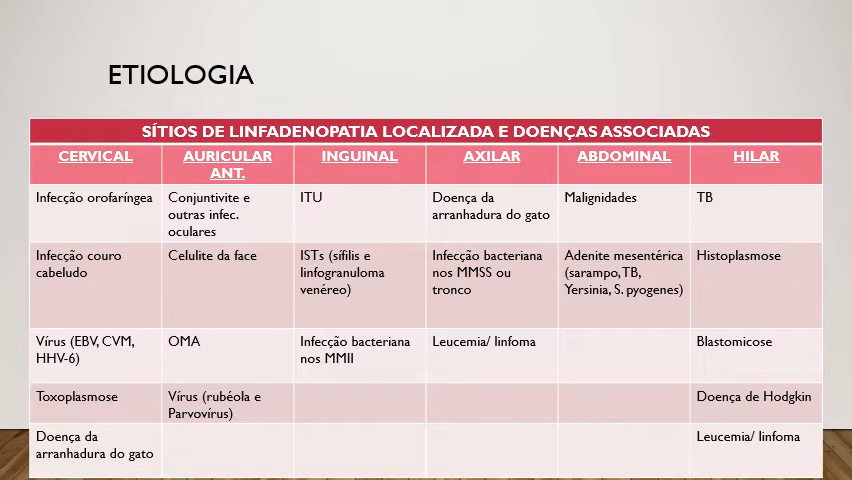 ETIOLOGIA
SÍTIOS DE LINFADENOPATIA LOCALIZADA E DOENÇAS ASSOCIADAS
CERVICAL
AURICULAR
ANT.
INGUINAL
AXILAR
ABDOMINAL
HILAR
Infecção orofaríngea
Conjuntivite e
outras infec.
oculares
ITU
Doença da
arranhadura do gato
Malignidades
TB
Infecção couro
cabeludo
Celulite da face
ISTs (sífilis e
linfogranuloma
venéreo)
Infecção bacteriana
nos MMSS ou
tronco
Adenite mesentérica
(sarampo, TB,
Yersinia, S. pyogenes)
Histoplasmose
Vírus (EBV, CVM,
HHV-6)
OMA
Infecção bacteriana
nos MMII
Leucemia/ linfoma
Blastomicose
Toxoplasmose
Vírus (rubéola e
Parvovírus)
Doença de Hodgkin
Doença da
arranhadura do gato
Leucemia/ linfoma